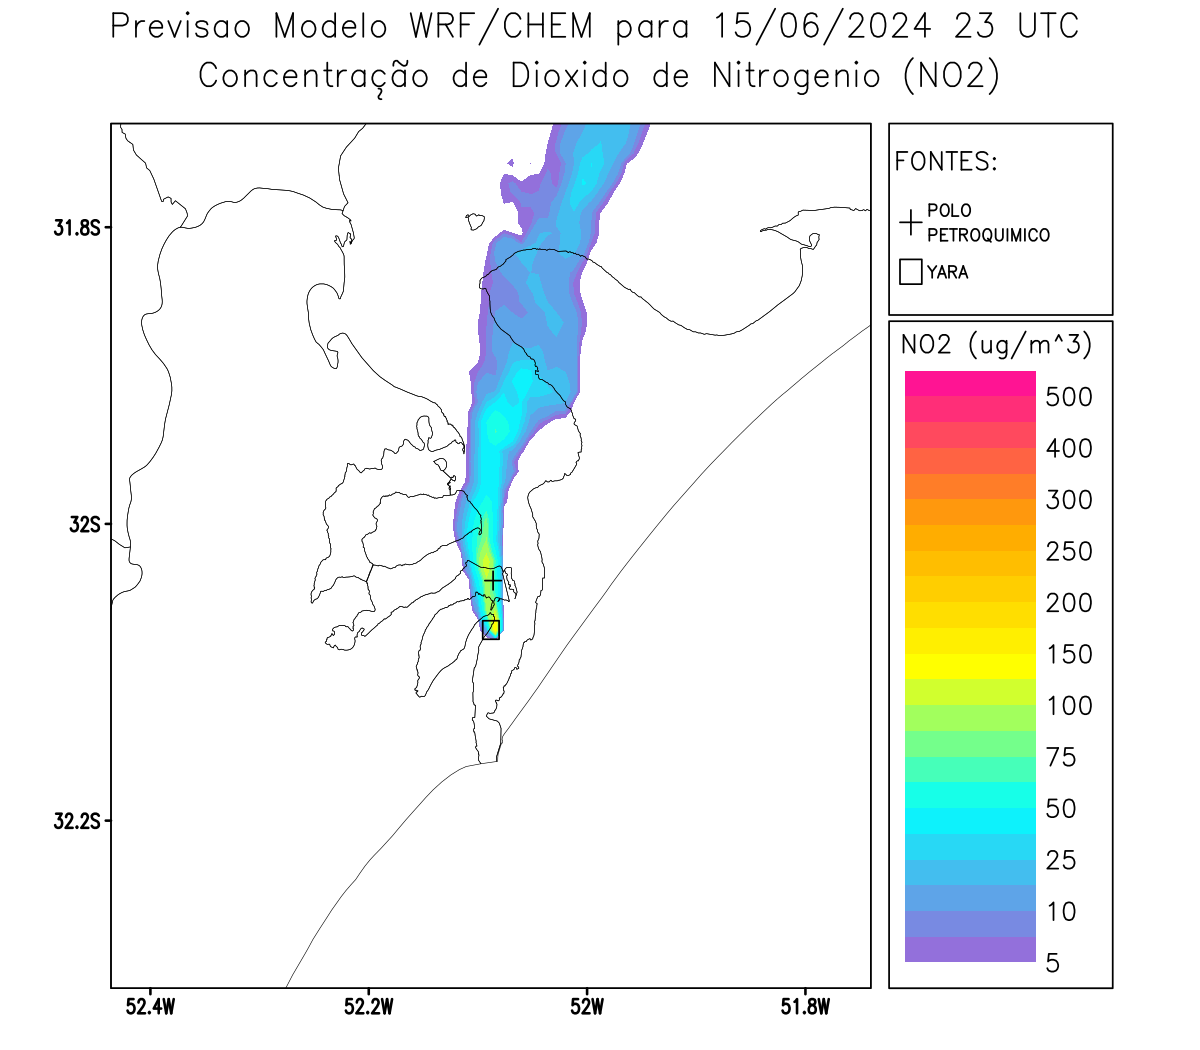 Previsao Modelo WRF/CHEM para 15/06/2024 23 UTC
Concentração de Dioxido de Nitrogenio (NO2)
FONTES:
POLO
PETROQUIMICO
YARA
31.8S
32S
32.2S
52.4W
52.2W
52W
51.8W
NO2 (ug/m^3)
500
400
300
250
200
150
100
75
50
25
10
5